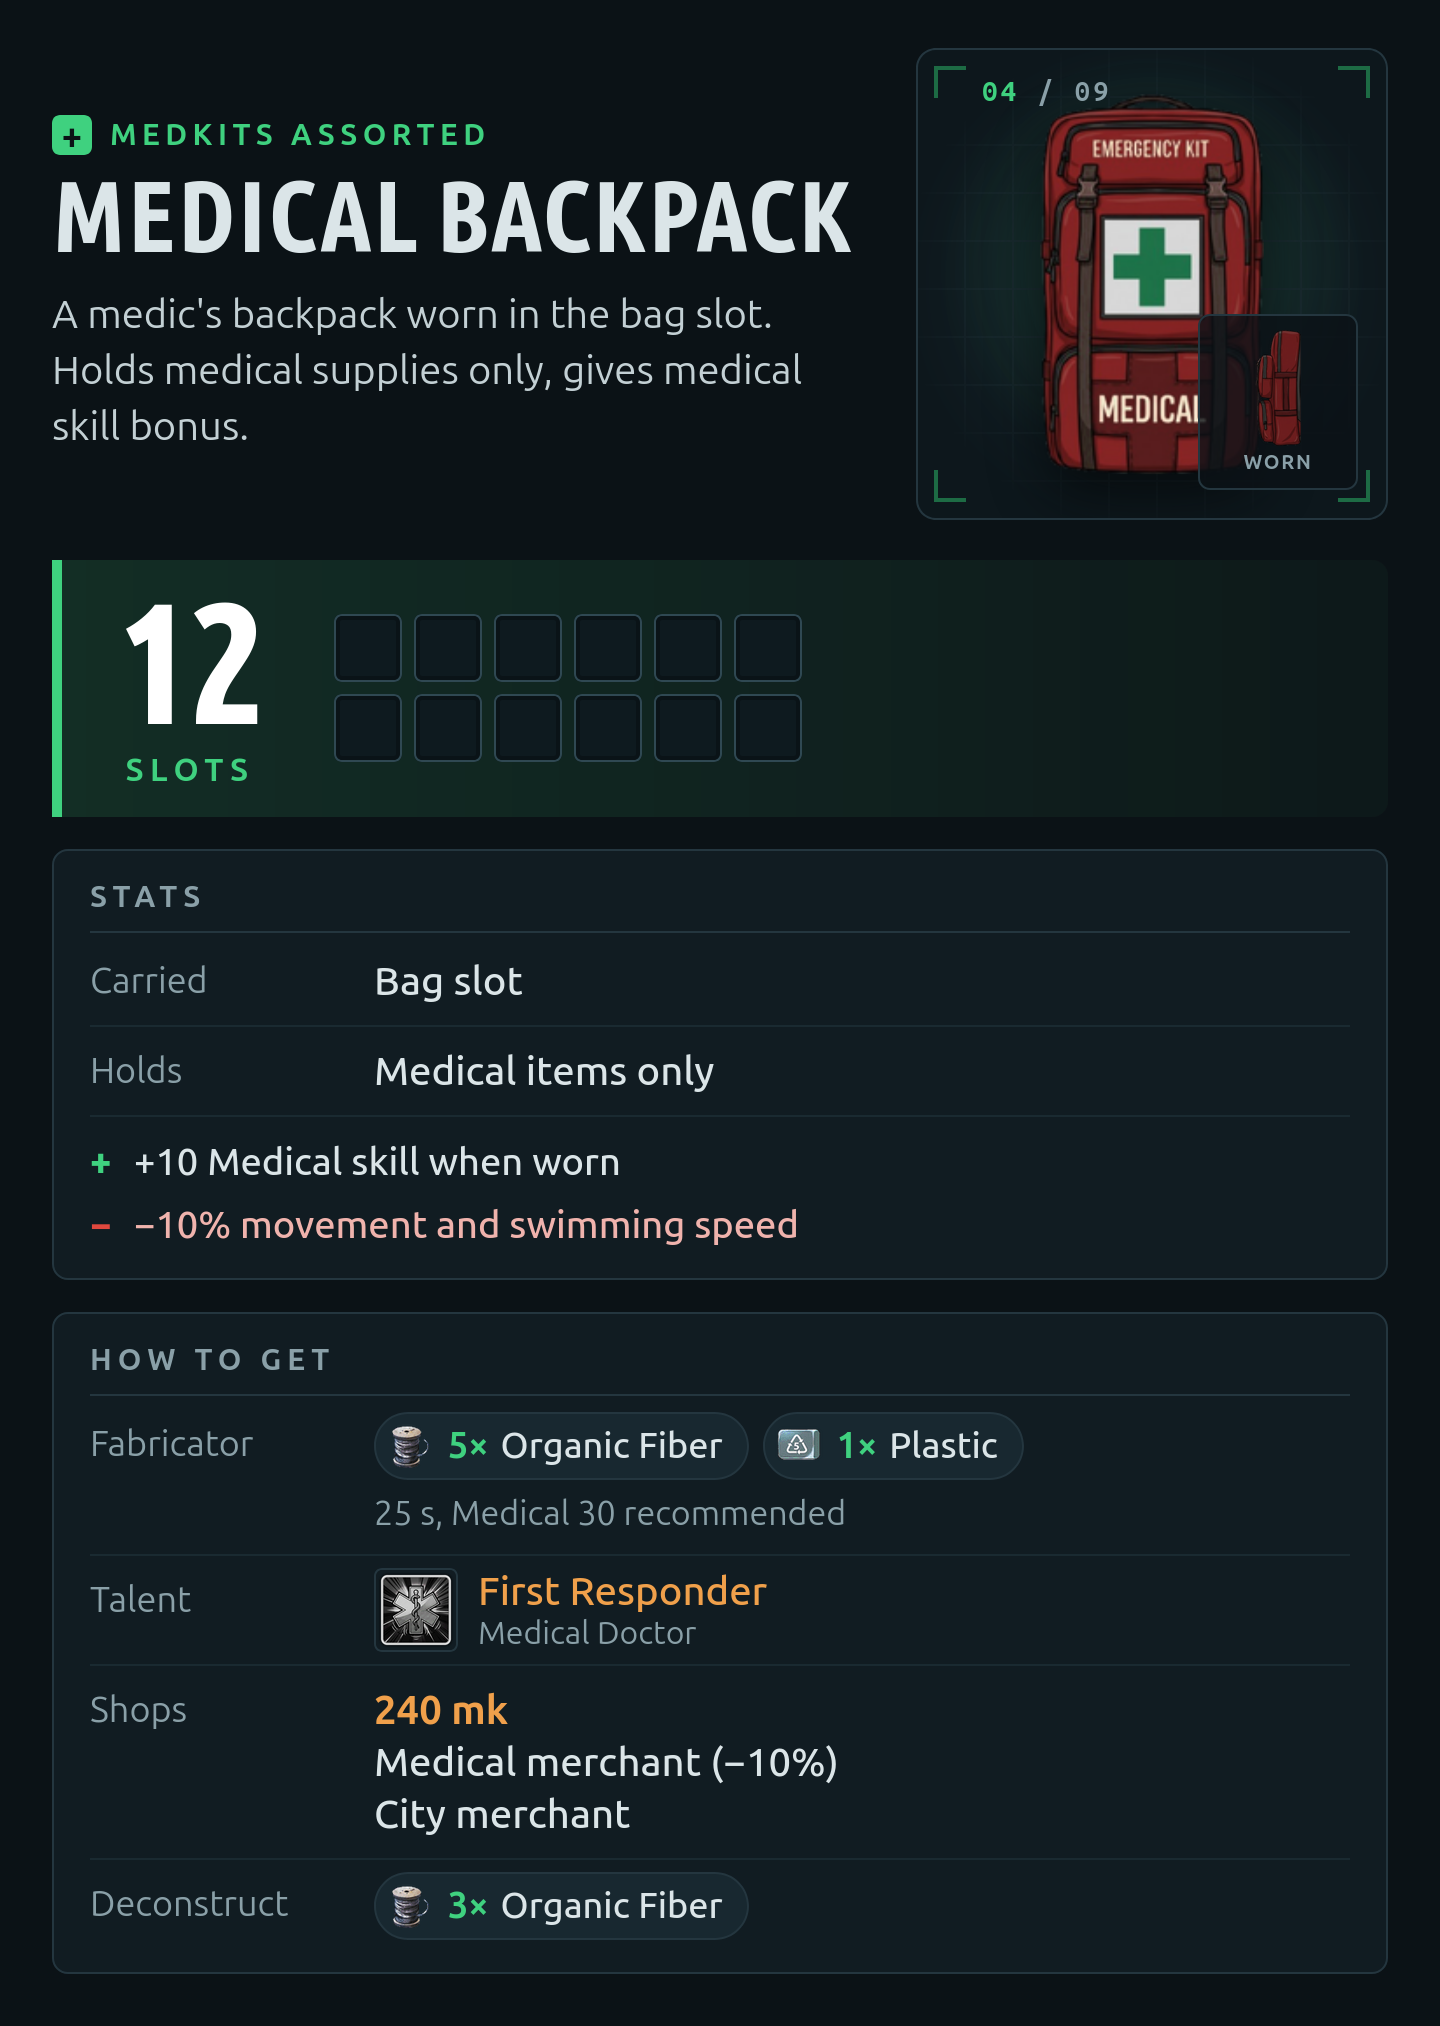 + MEDKITS ASSORTED
MEDICAL BACKPACK
A medic's backpack worn in the bag slot.
Holds medical supplies only, gives medical
skill bonus.
04 / 09
EMERGENCY KIT
MEDICAL
WORN
12
SLOTS
STATS
Carried Bag slot
Holds Medical items only
+ +10 Medical skill when worn
− −10% movement and swimming speed
HOW TO GET
Fabricator 5× Organic Fiber 1× Plastic
25 s, Medical 30 recommended
Talent First Responder
Medical Doctor
Shops 240 mk
Medical merchant (−10%)
City merchant
Deconstruct 3× Organic Fiber